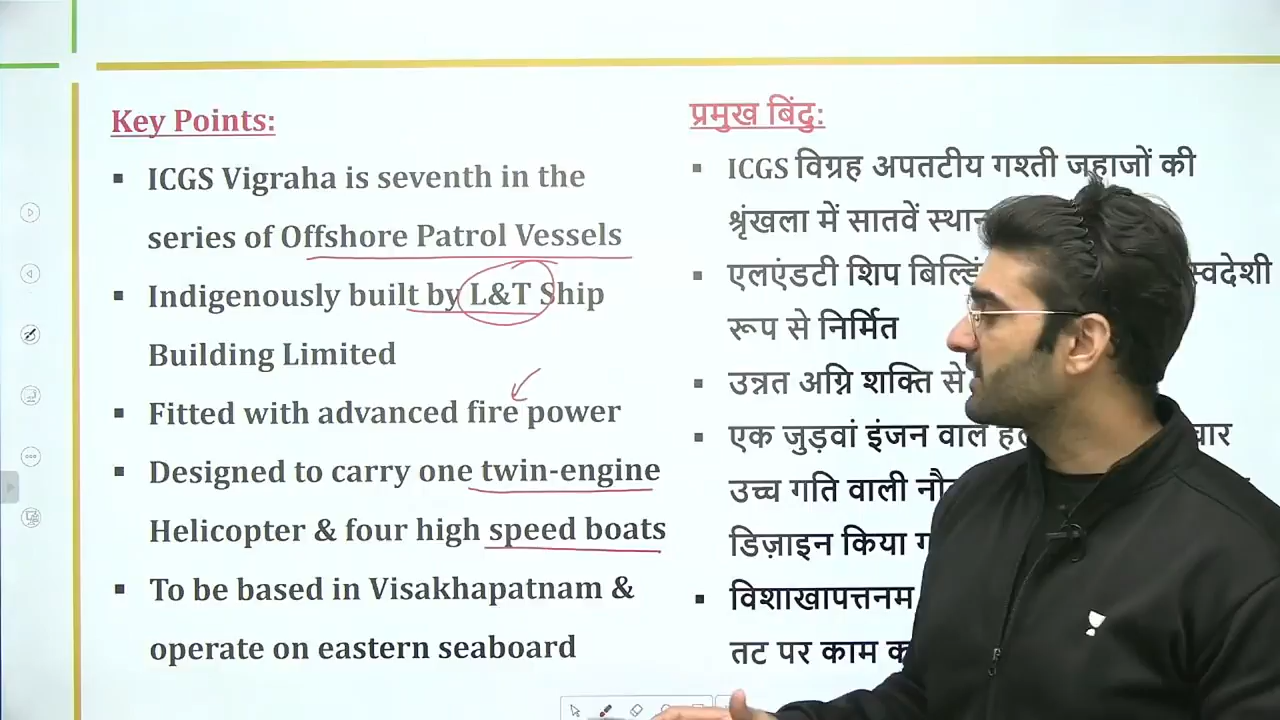 Key Points:
▪ ICGS Vigraha is seventh in the
series of Offshore Patrol Vessels
▪ Indigenously built by L&T Ship
Building Limited
▪ Fitted with advanced fire power
▪ Designed to carry one twin-engine
Helicopter & four high speed boats
▪ To be based in Visakhapatnam &
operate on eastern seaboard
प्रमुख बिंदु:
▪ ICGS विग्रह अपतटीय गश्ती जहाजों की
श्रृंखला में सातवें
▪ एलएंडटी शिप स्वदेशी
रूप से निर्मित
▪ उन्नत अग्नि शक्ति से
▪ एक जुड़वां इंजन वाले
उच्च गति वाली
डिज़ाइन किया
▪ विशाखापत्तनम
तट पर काम